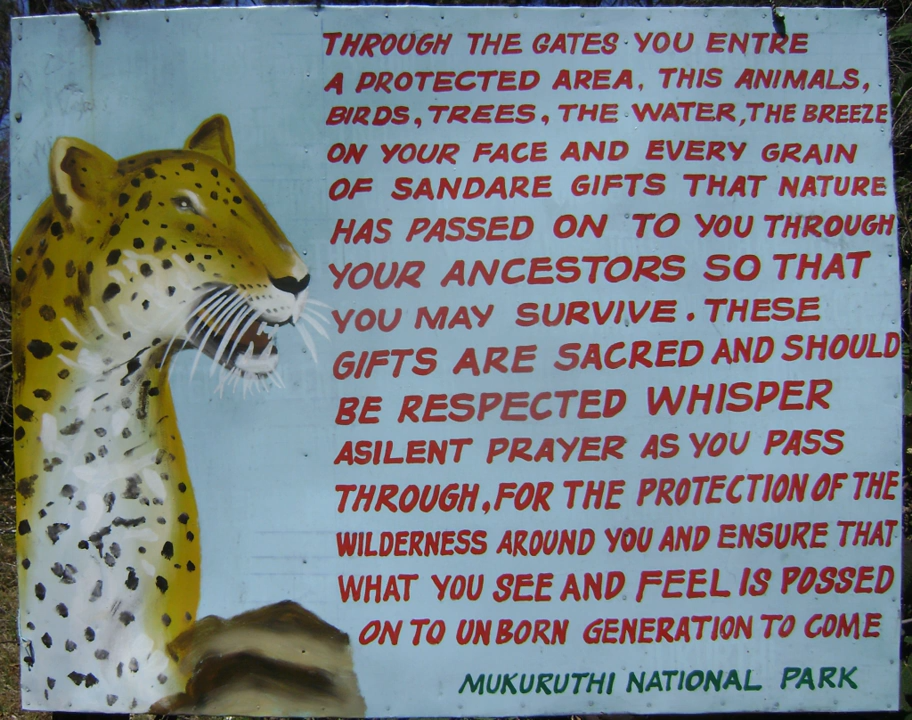 THROUGH THE GATES YOU ENTRE
A PROTECTED AREA, THIS ANIMALS,
BIRDS, TREES, THE WATER, THE BREEZE
ON YOUR FACE AND EVERY GRAIN
OF SANDARE GIFTS THAT NATURE
HAS PASSED ON TO YOU THROUGH
YOUR ANCESTORS SO THAT
YOU MAY SURVIVE. THESE
GIFTS ARE SACRED AND SHOULD
BE RESPECTED WHISPER
ASILENT PRAYER AS YOU PASS
THROUGH, FOR THE PROTECTION OF THE
WILDERNESS AROUND YOU AND ENSURE THAT
WHAT YOU SEE AND FEEL IS POSSED
ON TO UNBORN GENERATION TO COME
MUKURUTHI NATIONAL PARK